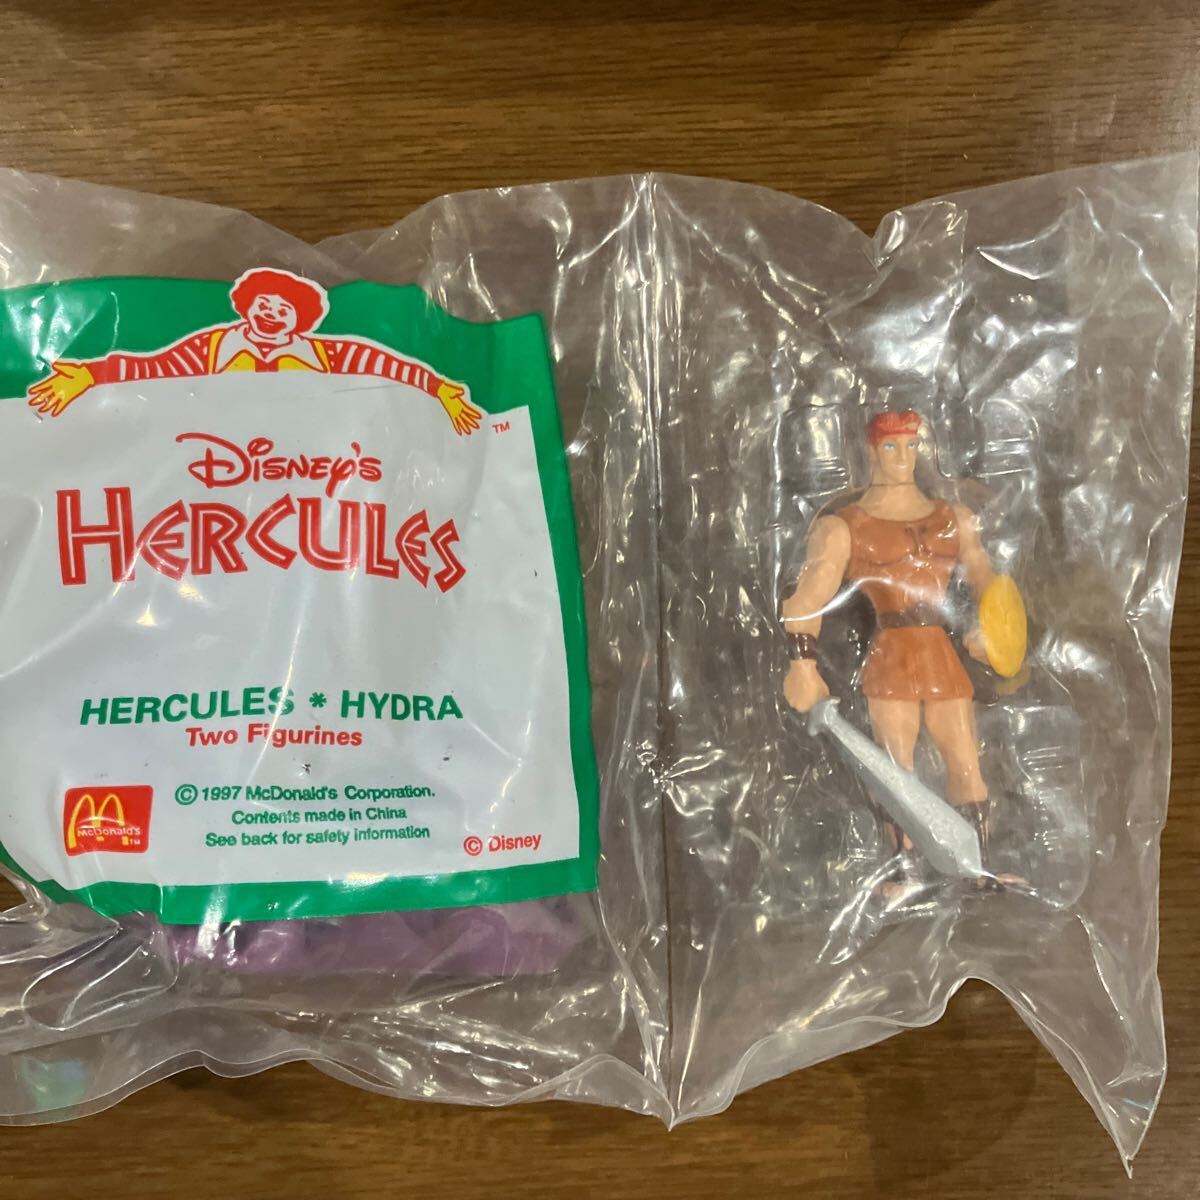 TM
Disney's
HERCULES
HERCULES * HYDRA
Two Figurines
© 1997 McDonald's Corporation.
Contents made in China
See back for safety information
McDonald's
TM
© Disney